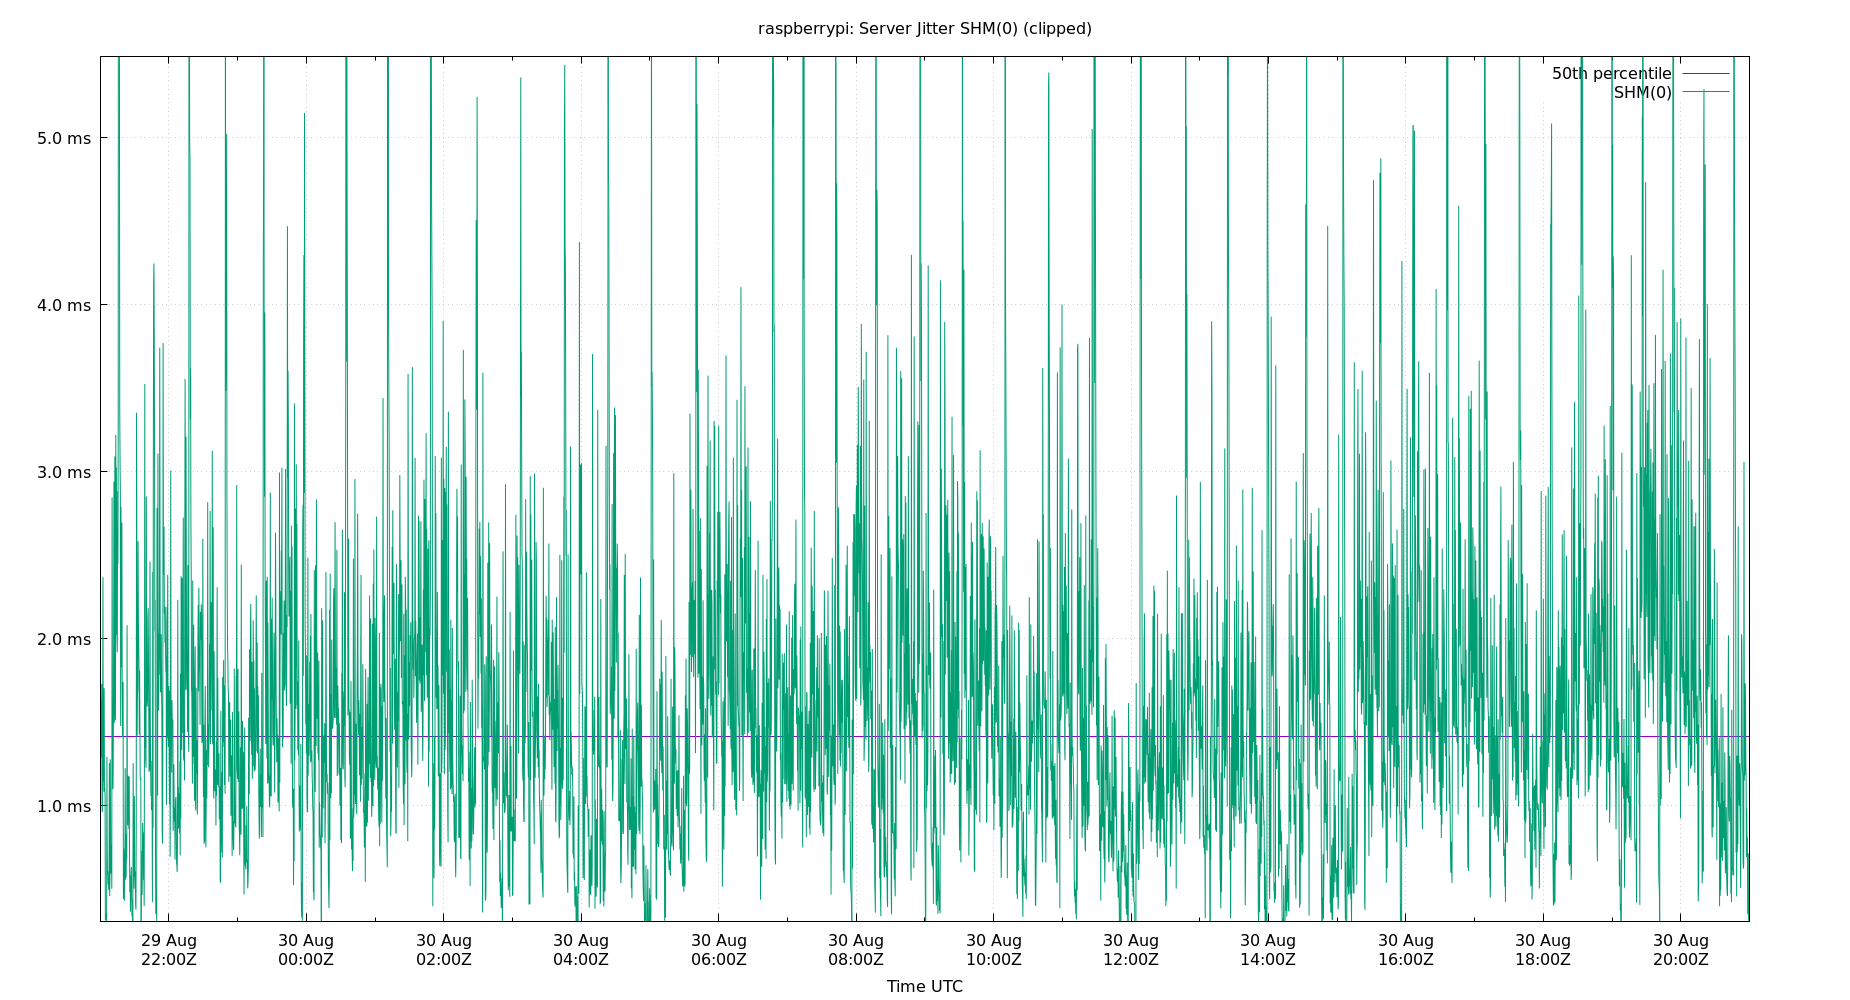 raspberrypi: Server Jitter SHM(0) (clipped)
50th percentile
SHM(0)
5.0 ms
4.0 ms
3.0 ms
2.0 ms
1.0 ms
29 Aug 30 Aug 30 Aug 30 Aug 30 Aug 30 Aug 30 Aug 30 Aug 30 Aug 30 Aug 30 Aug 30 Aug
22:00Z 00:00Z 02:00Z 04:00Z 06:00Z 08:00Z 10:00Z 12:00Z 14:00Z 16:00Z 18:00Z 20:00Z
Time UTC